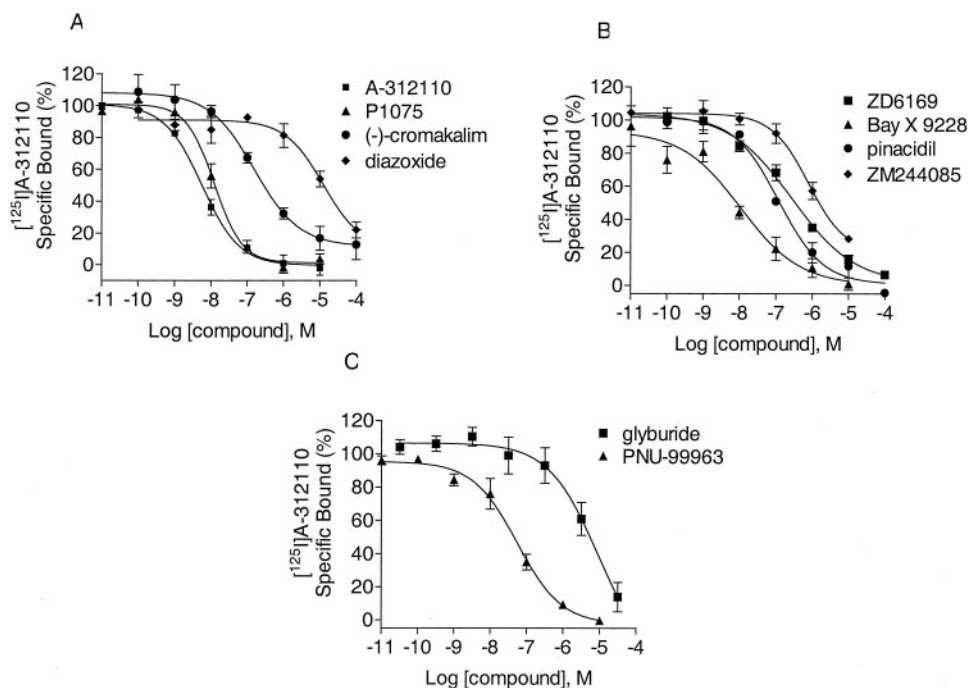 A
[125I]A-312110
Specific Bound (%)
120
100
80
60
40
20
0
-11 -10 -9 -8 -7 -6 -5 -4
Log [compound], M
A-312110
P1075
(-)-cromakalim
diazoxide
B
[125I]A-312110
Specific Bound (%)
120
100
80
60
40
20
0
-11 -10 -9 -8 -7 -6 -5 -4
Log [compound], M
ZD6169
Bay X 9228
pinacidil
ZM244085
C
[125I]A-312110
Specific Bound (%)
120
100
80
60
40
20
0
-11 -10 -9 -8 -7 -6 -5 -4
Log [compound], M
glyburide
PNU-99963